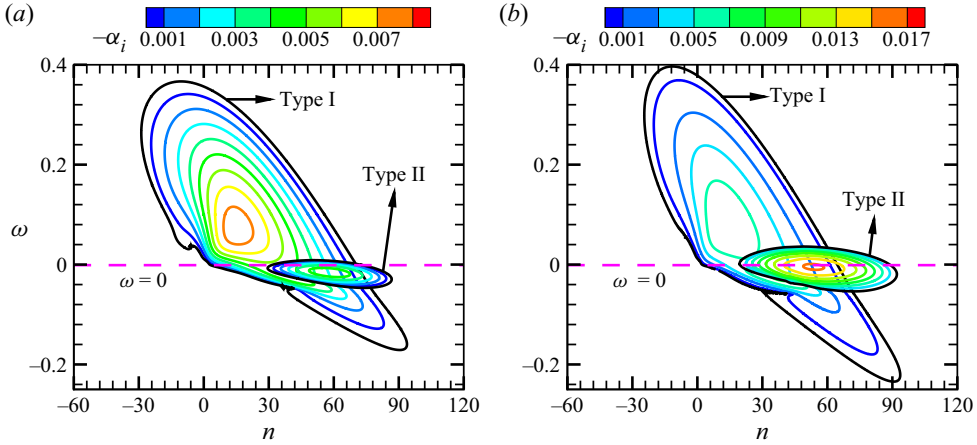 (a)
−α_i 0.001 0.003 0.005 0.007
0.4
0.2
0
−0.2
ω
Type I
Type II
ω = 0
−60 −30 0 30 60 90 120
n
(b)
−α_i 0.001 0.005 0.009 0.013 0.017
0.4
0.2
0
−0.2
Type I
Type II
ω = 0
−60 −30 0 30 60 90 120
n